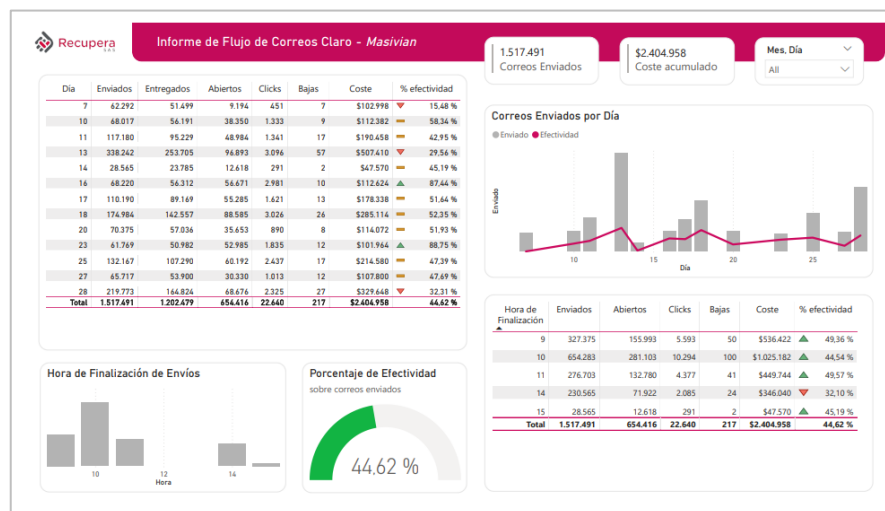 Recupera
SAS
Informe de Flujo de Correos Claro - Masivian
1.517.491
Correos Enviados
$2.404.958
Coste acumulado
Mes, Día
All
Dia Enviados Entregados Abiertos Clicks Bajas Coste % efectividad
7 62.292 51.499 9.194 451 7 $102.998 15,48 %
10 68.017 56.191 38.350 1.333 9 $112.382 58,34 %
11 117.180 95.229 48.984 1.341 17 $190.458 42,95 %
13 338.242 253.705 96.893 3.096 57 $507.410 29,56 %
14 28.565 23.785 12.618 291 2 $47.570 45,19 %
16 68.220 56.312 56.671 2.981 10 $112.624 87,44 %
17 110.190 89.169 55.285 1.621 13 $178.338 51,64 %
18 174.984 142.557 88.585 3.026 26 $285.114 52,35 %
20 70.375 57.036 35.653 890 8 $114.072 51,93 %
23 61.769 50.982 52.985 1.835 12 $101.964 88,75 %
25 132.167 107.290 60.192 2.437 17 $214.580 47,39 %
27 65.717 53.900 30.330 1.013 12 $107.800 47,69 %
28 219.773 164.824 68.676 2.325 27 $329.648 32,31 %
Total 1.517.491 1.202.479 654.416 22.640 217 $2.404.958 44,62 %
Correos Enviados por Día
Enviado Efectividad
Enviado
10 15 20 25
Día
Hora de Finalización de Envíos
10 12 14
Hora
Porcentaje de Efectividad
sobre correos enviados
44,62 %
Hora de Enviados Abiertos Clicks Bajas Coste % efectividad
Finalización
9 327.375 155.993 5.593 50 $536.422 49,36 %
10 654.283 281.103 10.294 100 $1.025.182 44,54 %
11 276.703 132.780 4.377 41 $449.744 49,57 %
14 230.565 71.922 2.085 24 $346.040 32,10 %
15 28.565 12.618 291 2 $47.570 45,19 %
Total 1.517.491 654.416 22.640 217 $2.404.958 44,62 %